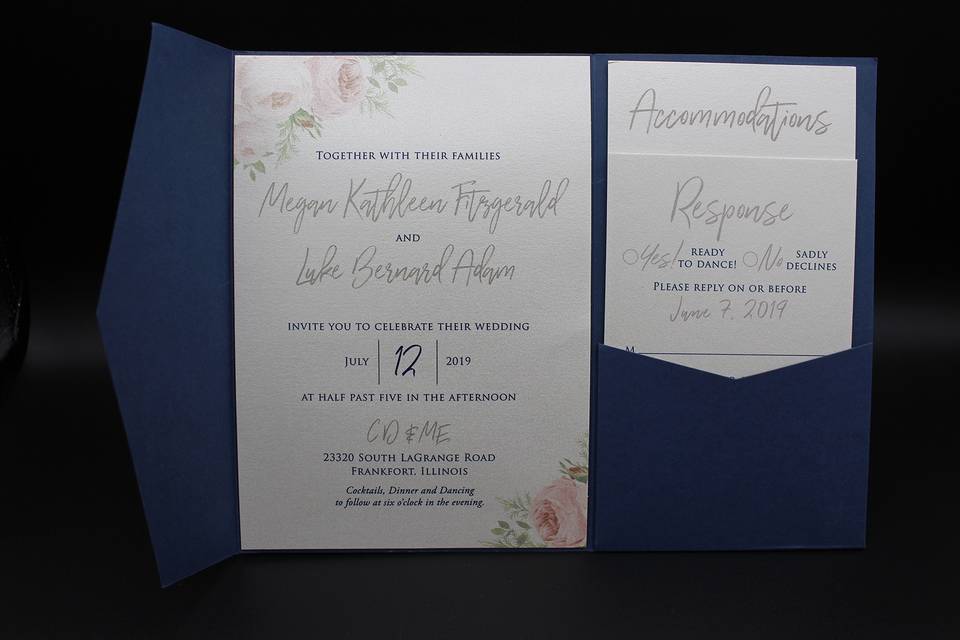 Together with their families
Megan Kathleen Fitzgerald
and
Luke Bernard Adam
invite you to celebrate their wedding
July 12 2019
at half past five in the afternoon
CD & ME
23320 South LaGrange Road
Frankfort, Illinois
Cocktails, Dinner and Dancing
to follow at six o'clock in the evening.
Accommodations
Response
Yes! ready to dance! No sadly declines
Please reply on or before
June 7, 2019
M